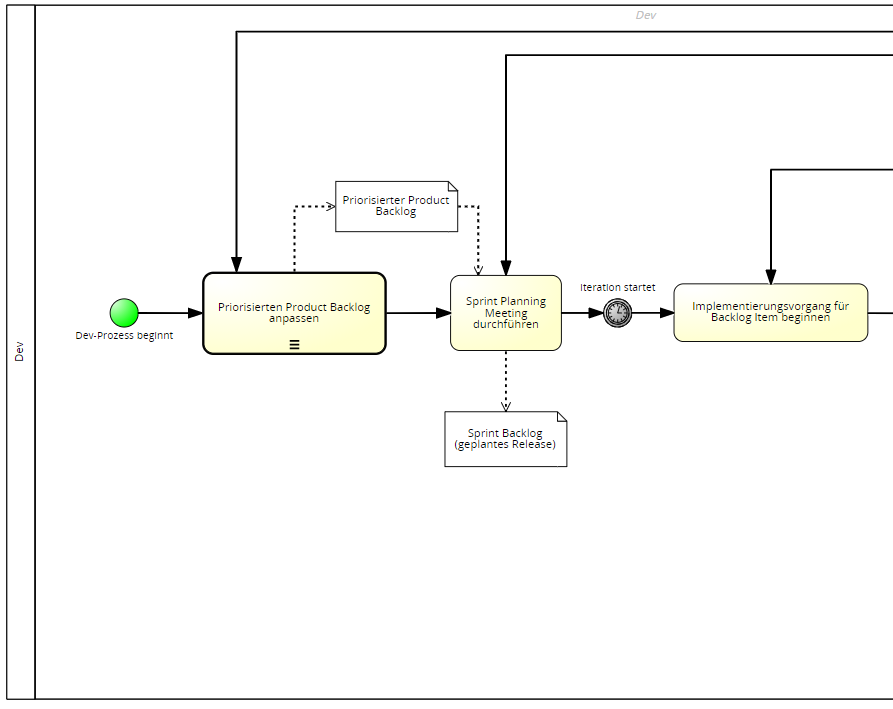 Dev
Dev
Priorisierter Product
Backlog
Dev-Prozess beginnt
Priorisierten Product Backlog
anpassen
Sprint Planning
Meeting
durchführen
Iteration startet
Implementierungsvorgang für
Backlog Item beginnen
Sprint Backlog
(geplantes Release)